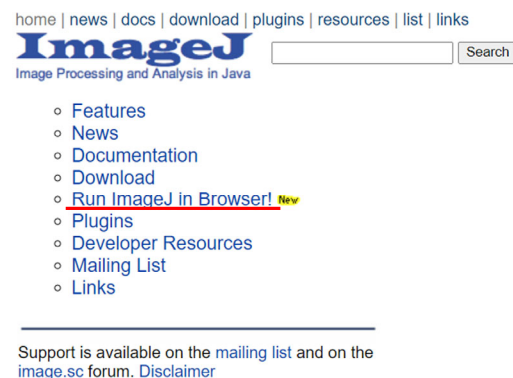 home | news | docs | download | plugins | resources | list | links
ImageJ
Search
Image Processing and Analysis in Java
Features
News
Documentation
Download
Run ImageJ in Browser! New
Plugins
Developer Resources
Mailing List
Links
Support is available on the mailing list and on the
image.sc forum. Disclaimer